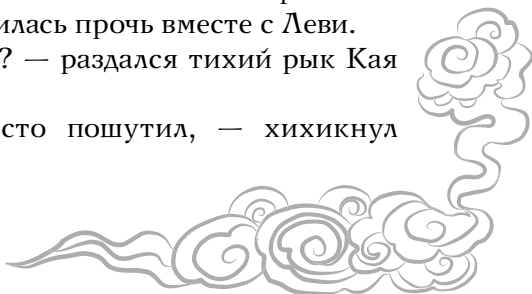 илась прочь вместе с Леви.
? — раздался тихий рык Кая
сто пошутил, — хихикнул